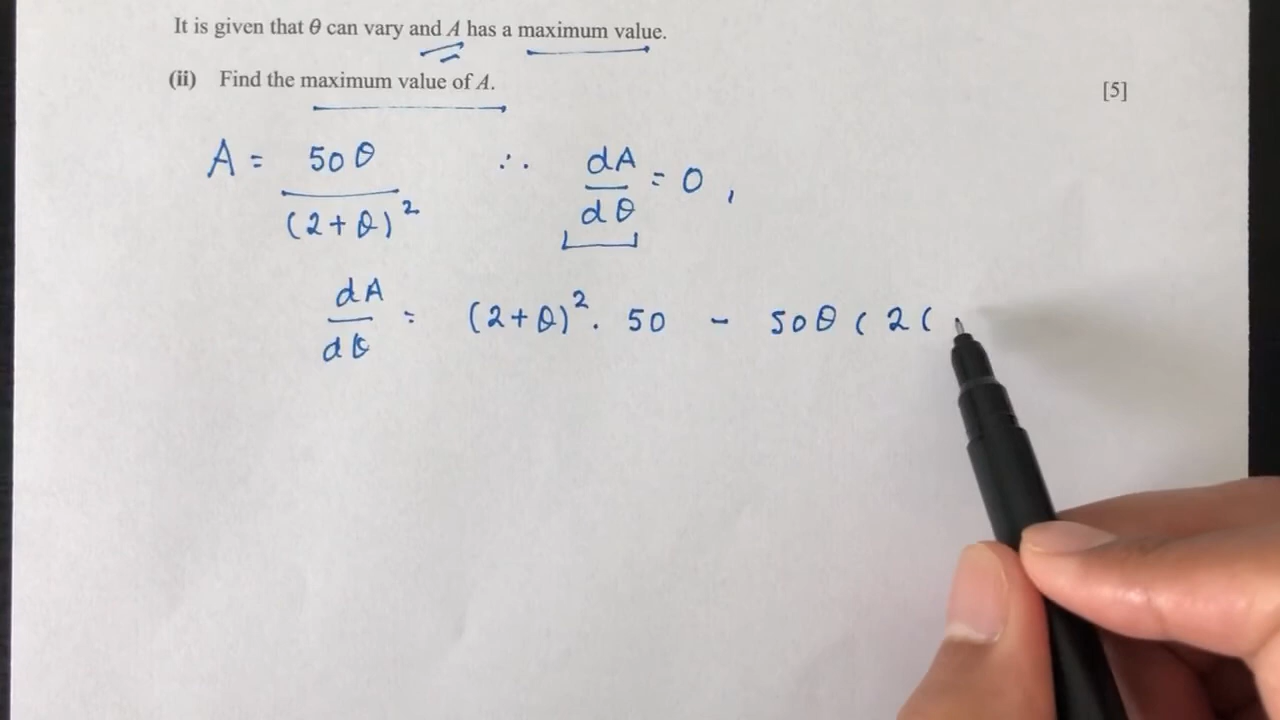 It is given that θ can vary and A has a maximum value.
(ii) Find the maximum value of A. [5]
A = 50θ / (2+θ)² ∴ dA/dθ = 0 ,
dA/dθ = (2+θ)² . 50 - 50θ ( 2 (